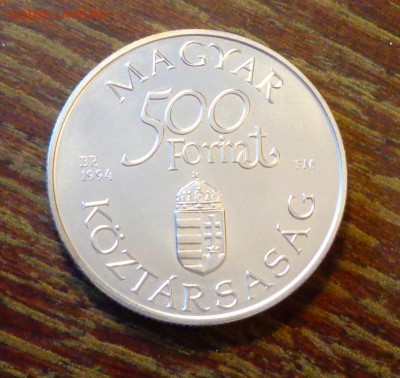 MAGYAR
500
Forint
BP. FM
1994
KÖZTÁRSASÁG